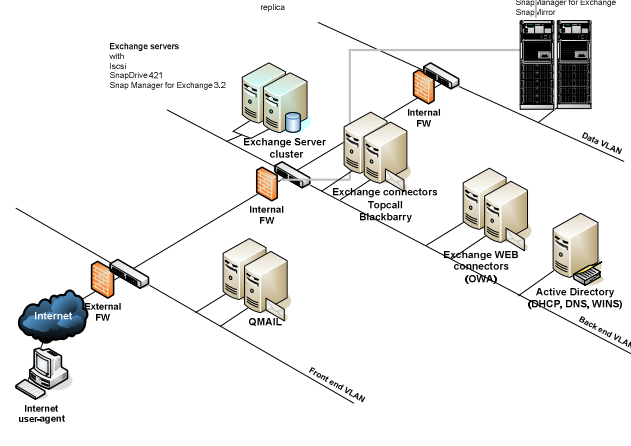 replica
SnapManager for Exchange
SnapMirror
Exchange servers
with
Iscsi
SnapDrive 421
Snap Manager for Exchange 3.2
Internal
FW
Data VLAN
Exchange Server
cluster
Exchange connectors
Topcall
Blackbarry
Internal
FW
Exchange WEB
connectors
(OWA)
Active Directory
(DHCP, DNS, WINS)
Back end VLAN
External
FW
Internet
QMAIL
Front end VLAN
Internet
user-agent